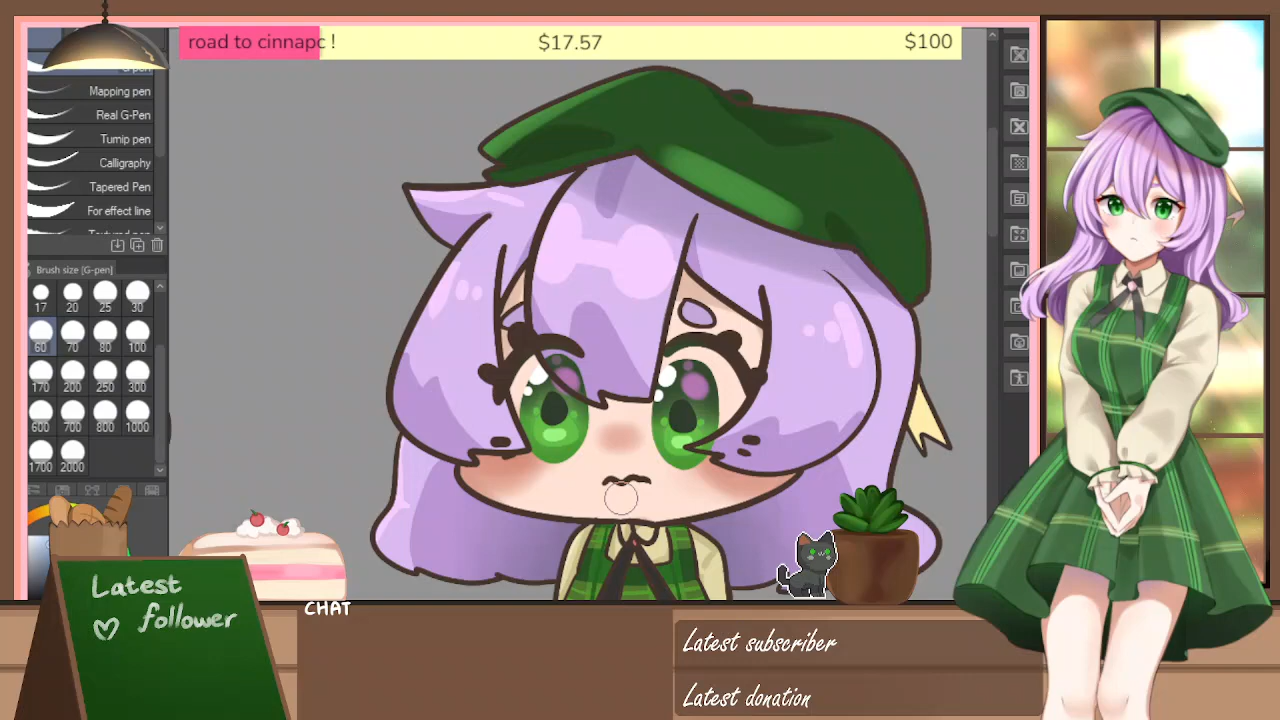 road to cinnapc ! $17.57 $100
Mapping pen
Real G-Pen
Turnip pen
Calligraphy
Tapered Pen
For effect line
Brush size [G-pen]
17 20 25 30
60 70 80 100
170 200 250 300
600 700 800 1000
1700 2000
Latest
follower
CHAT
Latest subscriber
Latest donation